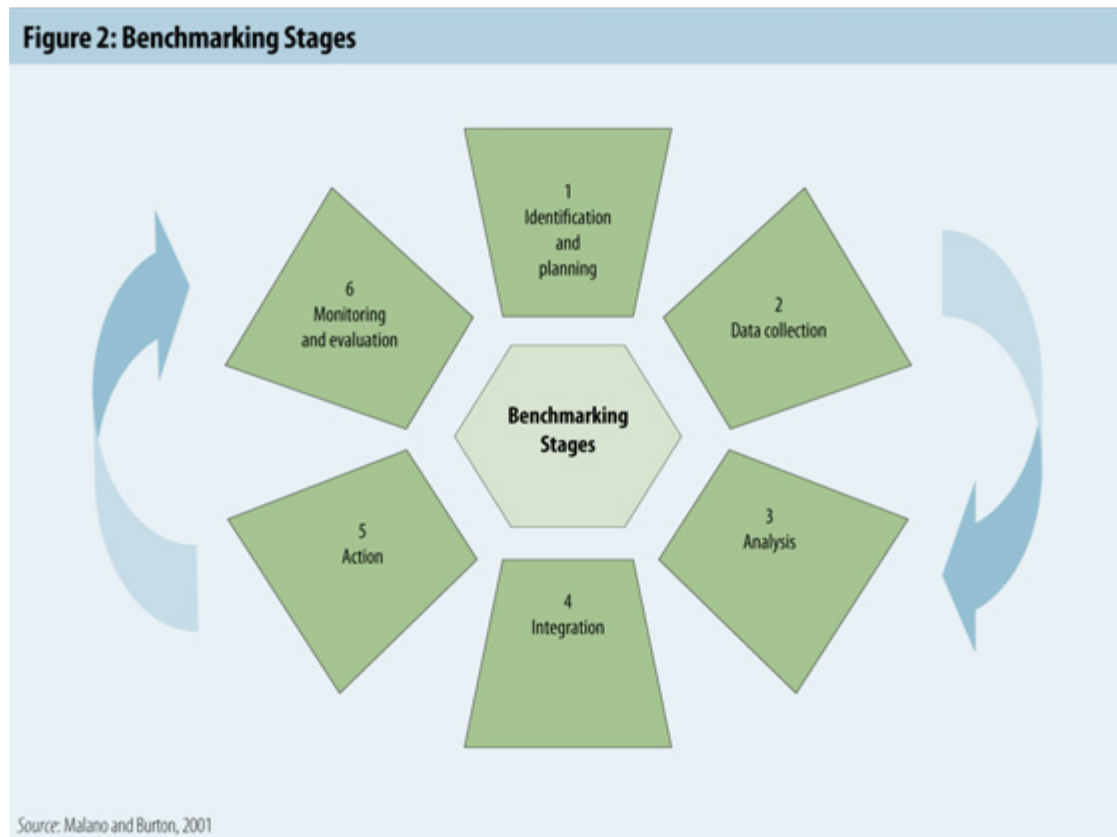 Figure 2: Benchmarking Stages
1
Identification
and
planning
2
Data collection
3
Analysis
4
Integration
5
Action
6
Monitoring
and evaluation
Benchmarking
Stages
Source: Malano and Burton, 2001